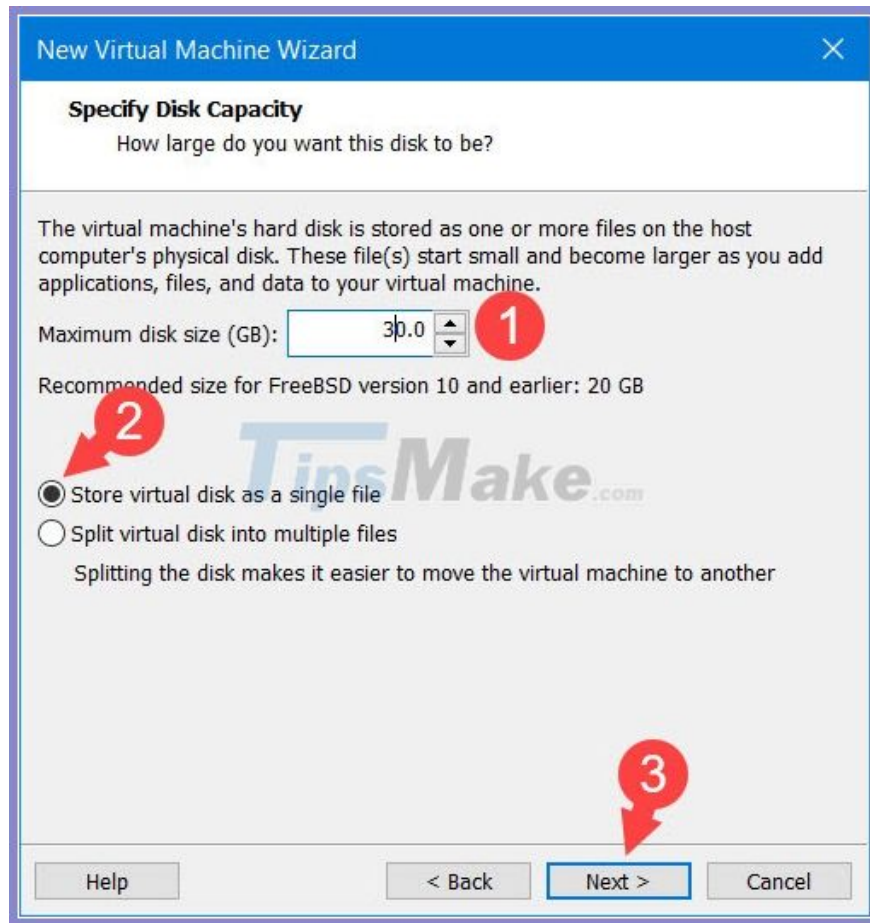 New Virtual Machine Wizard
Specify Disk Capacity
How large do you want this disk to be?
The virtual machine's hard disk is stored as one or more files on the host
computer's physical disk. These file(s) start small and become larger as you add
applications, files, and data to your virtual machine.
Maximum disk size (GB): 30.0 1
Recommended size for FreeBSD version 10 and earlier: 20 GB
2
TipsMake.com
Store virtual disk as a single file
Split virtual disk into multiple files
Splitting the disk makes it easier to move the virtual machine to another
3
Help < Back Next > Cancel